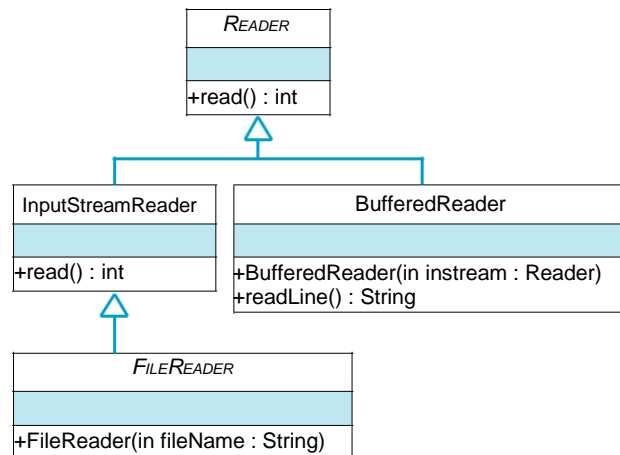 READER
+read() : int
InputStreamReader
+read() : int
BufferedReader
+BufferedReader(in instream : Reader)
+readLine() : String
FILEREADER
+FileReader(in fileName : String)